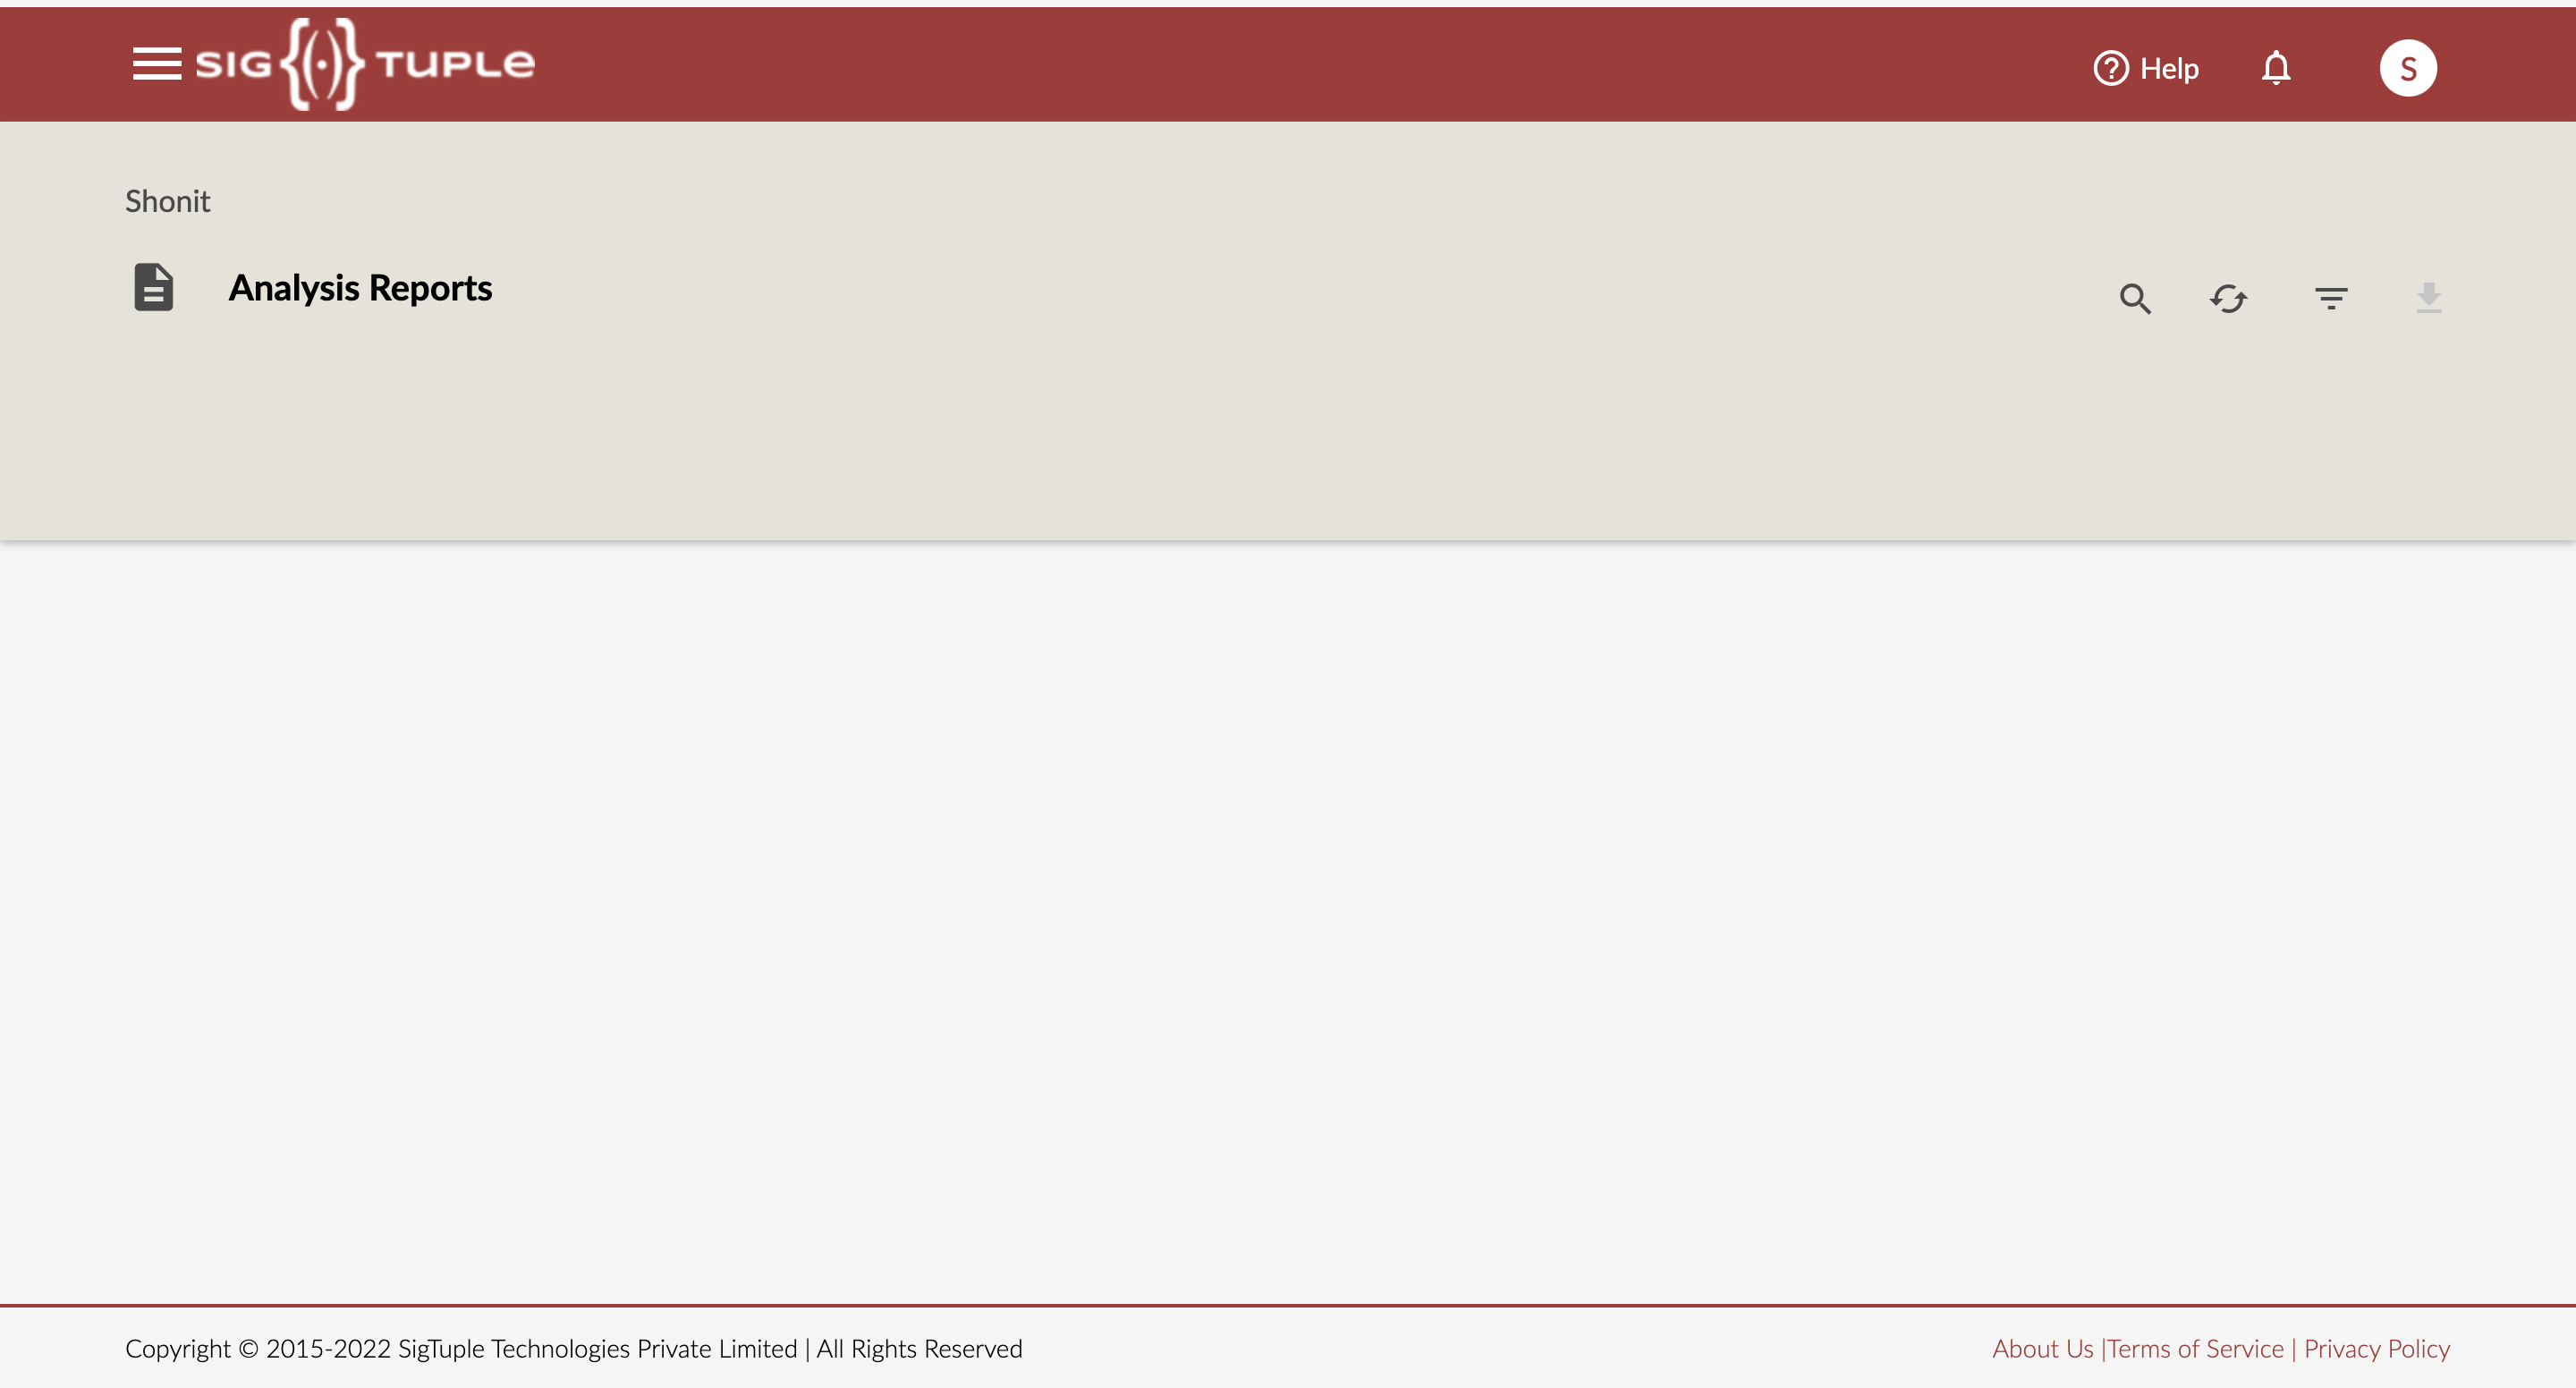 SIG{(·)} TUPLE
Help
S
Shonit
Analysis Reports
Copyright © 2015-2022 SigTuple Technologies Private Limited | All Rights Reserved
About Us |Terms of Service | Privacy Policy